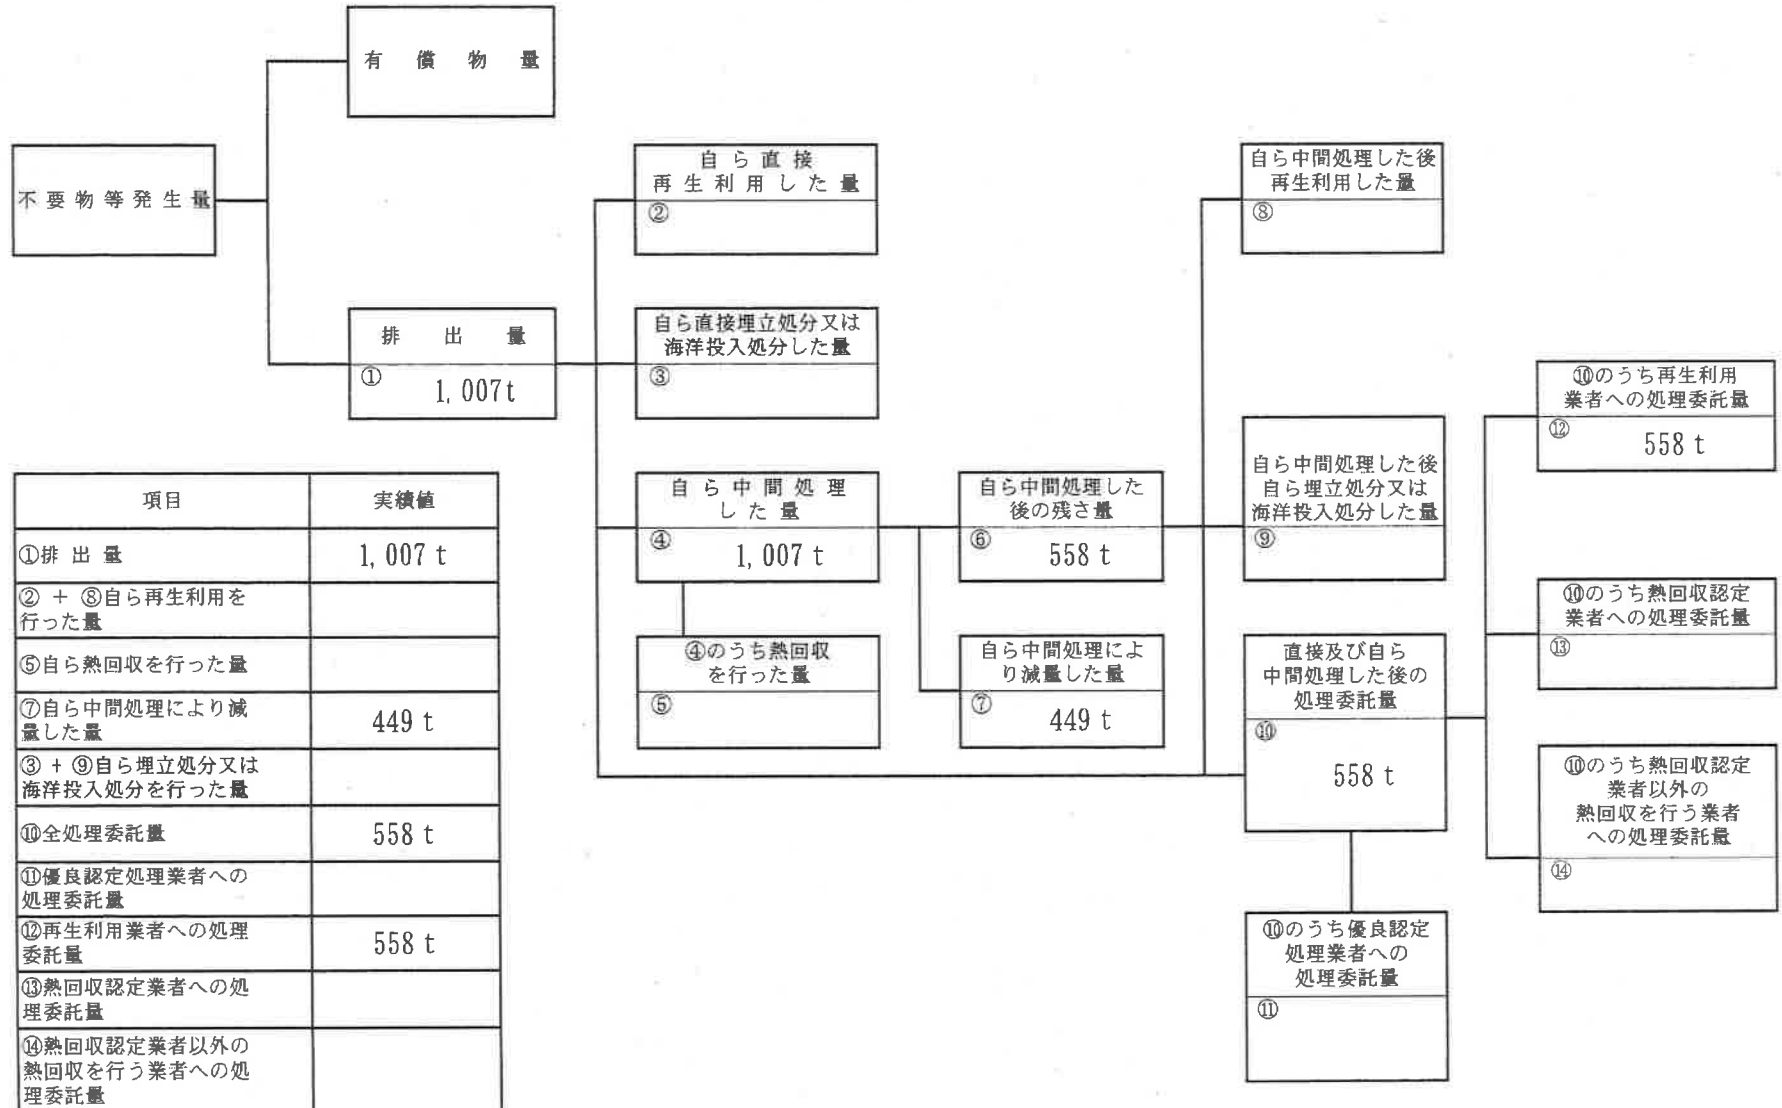 有償物量
不要物等発生量
排出量
①
1,007t
自ら直接
再生利用した量
②
自ら直接埋立処分又は
海洋投入処分した量
③
自ら中間処理
した量
④
1,007 t
④のうち熱回収
を行った量
⑤
自ら中間処理した
後の残さ量
⑥
558 t
自ら中間処理によ
り減量した量
⑦
449 t
自ら中間処理した後
再生利用した量
⑧
自ら中間処理した後
自ら埋立処分又は
海洋投入処分した量
⑨
直接及び自ら
中間処理した後の
処理委託量
⑩
558 t
⑩のうち優良認定
処理業者への
処理委託量
⑪
⑩のうち再生利用
業者への処理委託量
⑫
558 t
⑩のうち熱回収認定
業者への処理委託量
⑬
⑩のうち熱回収認定
業者以外の
熱回収を行う業者
への処理委託量
⑭
項目 実績値
①排出量 1,007 t
② + ⑧自ら再生利用を
行った量
⑤自ら熱回収を行った量
⑦自ら中間処理により減
量した量 449 t
③ + ⑨自ら埋立処分又は
海洋投入処分を行った量
⑩全処理委託量 558 t
⑪優良認定処理業者への
処理委託量
⑫再生利用業者への処理
委託量 558 t
⑬熱回収認定業者への処
理委託量
⑭熱回収認定業者以外の
熱回収を行う業者への処
理委託量